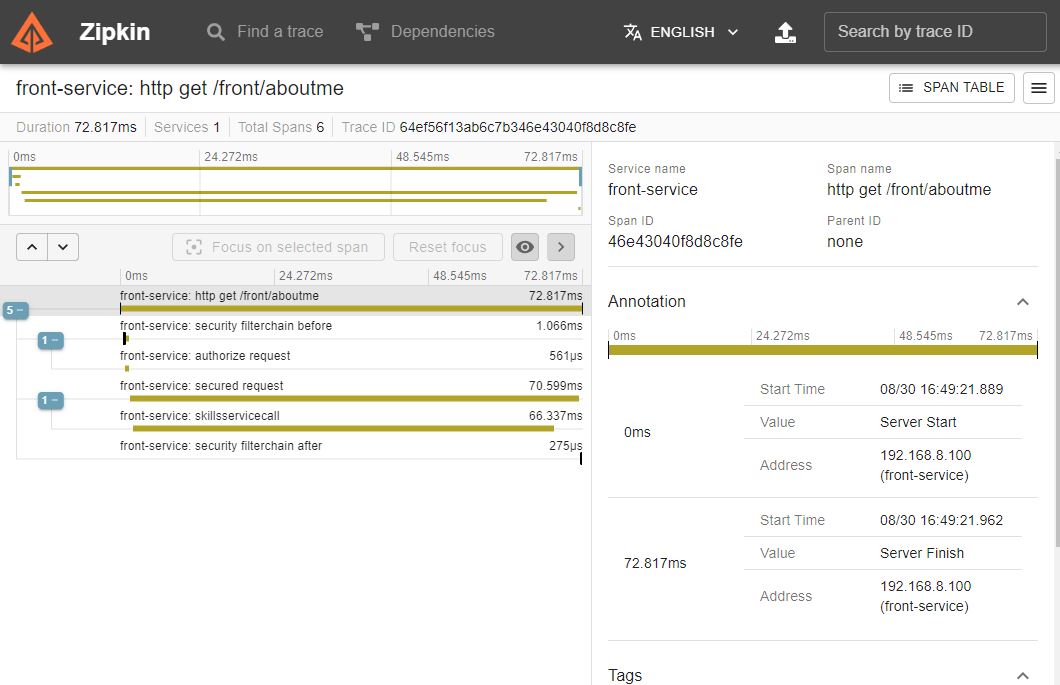 Zipkin
Find a trace
Dependencies
ENGLISH
Search by trace ID
front-service: http get /front/aboutme
SPAN TABLE
Duration 72.817ms
Services 1
Total Spans 6
Trace ID 64ef56f13ab6c7b346e43040f8d8c8fe
0ms 24.272ms 48.545ms 72.817ms
Focus on selected span
Reset focus
0ms 24.272ms 48.545ms 72.817ms
front-service: http get /front/aboutme 72.817ms
5 −
front-service: security filterchain before 1.066ms
1 −
front-service: authorize request 561µs
front-service: secured request 70.599ms
1 −
front-service: skillsservicecall 66.337ms
front-service: security filterchain after 275µs
Service name
front-service
Span name
http get /front/aboutme
Span ID
46e43040f8d8c8fe
Parent ID
none
Annotation
0ms 24.272ms 48.545ms 72.817ms
0ms
Start Time 08/30 16:49:21.889
Value Server Start
Address 192.168.8.100
(front-service)
72.817ms
Start Time 08/30 16:49:21.962
Value Server Finish
Address 192.168.8.100
(front-service)
Tags